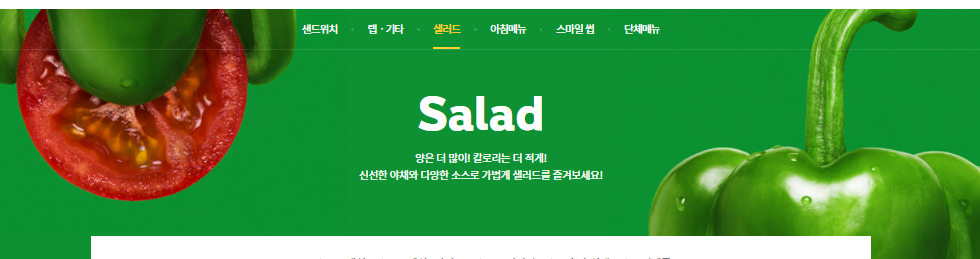 샌드위치 랩 · 기타 샐러드 아침메뉴 스마일 썹 단체메뉴
Salad
양은 더 많이! 칼로리는 더 적게!
신선한 야채와 다양한 소스로 가볍게 샐러드를 즐겨보세요!